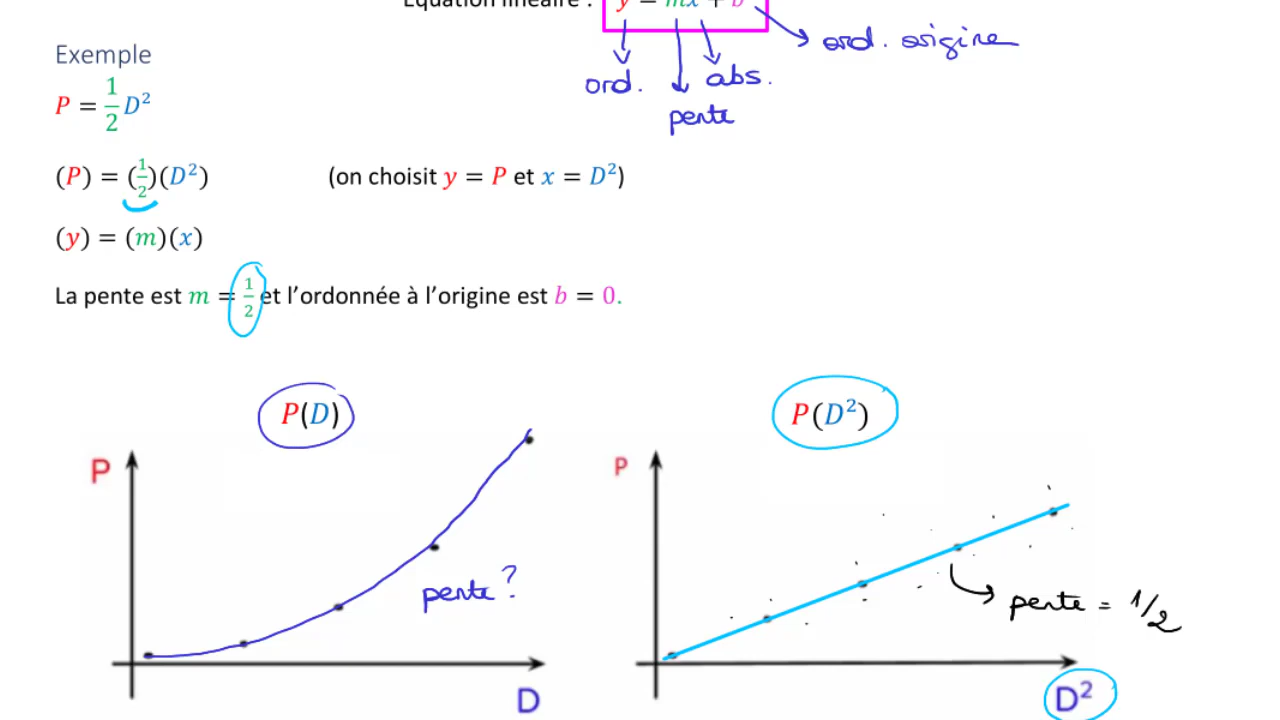 Equation linéaire : y = mx + b
ord. origine
ord.
abs.
pente
Exemple
P = 1/2 D²
(P) = (1/2)(D²) (on choisit y = P et x = D²)
(y) = (m)(x)
La pente est m = 1/2 et l’ordonnée à l’origine est b = 0.
P(D)
P(D²)
P
P
pente ?
pente = 1/2
D
D²